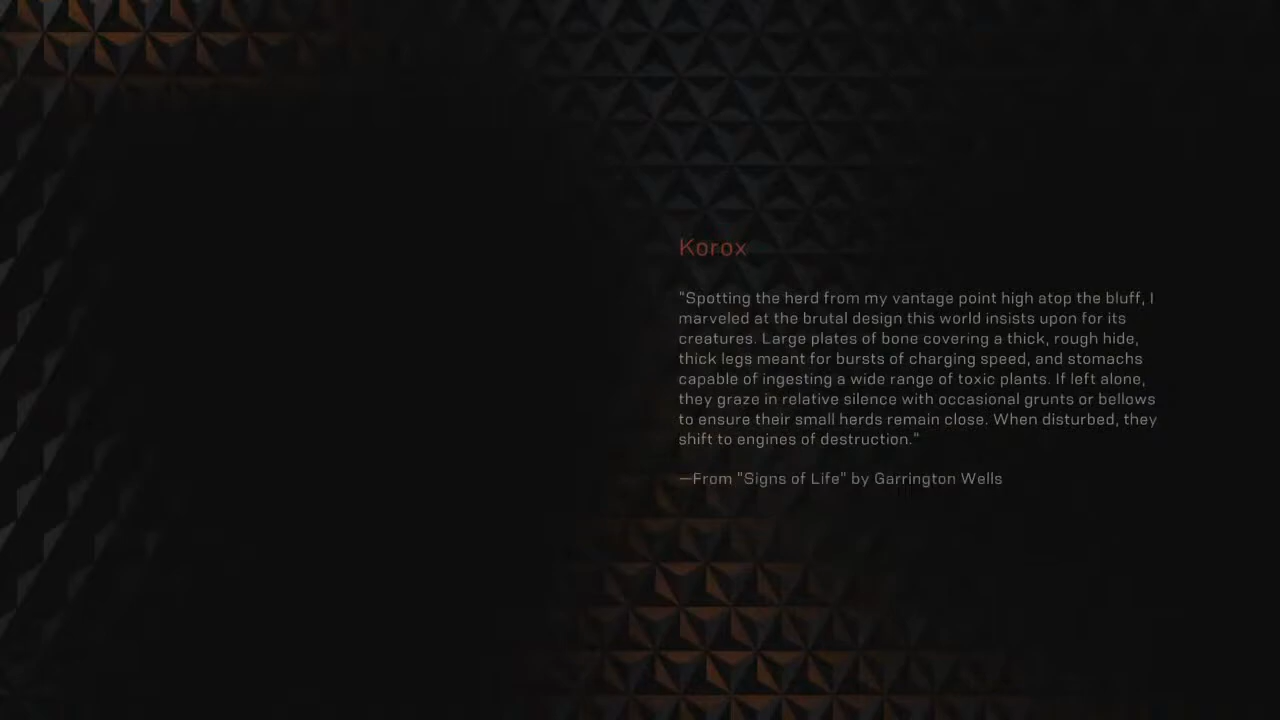 Korox
"Spotting the herd from my vantage point high atop the bluff, I
marveled at the brutal design this world insists upon for its
creatures. Large plates of bone covering a thick, rough hide,
thick legs meant for bursts of charging speed, and stomachs
capable of ingesting a wide range of toxic plants. If left alone,
they graze in relative silence with occasional grunts or bellows
to ensure their small herds remain close. When disturbed, they
shift to engines of destruction."
—From "Signs of Life" by Garrington Wells